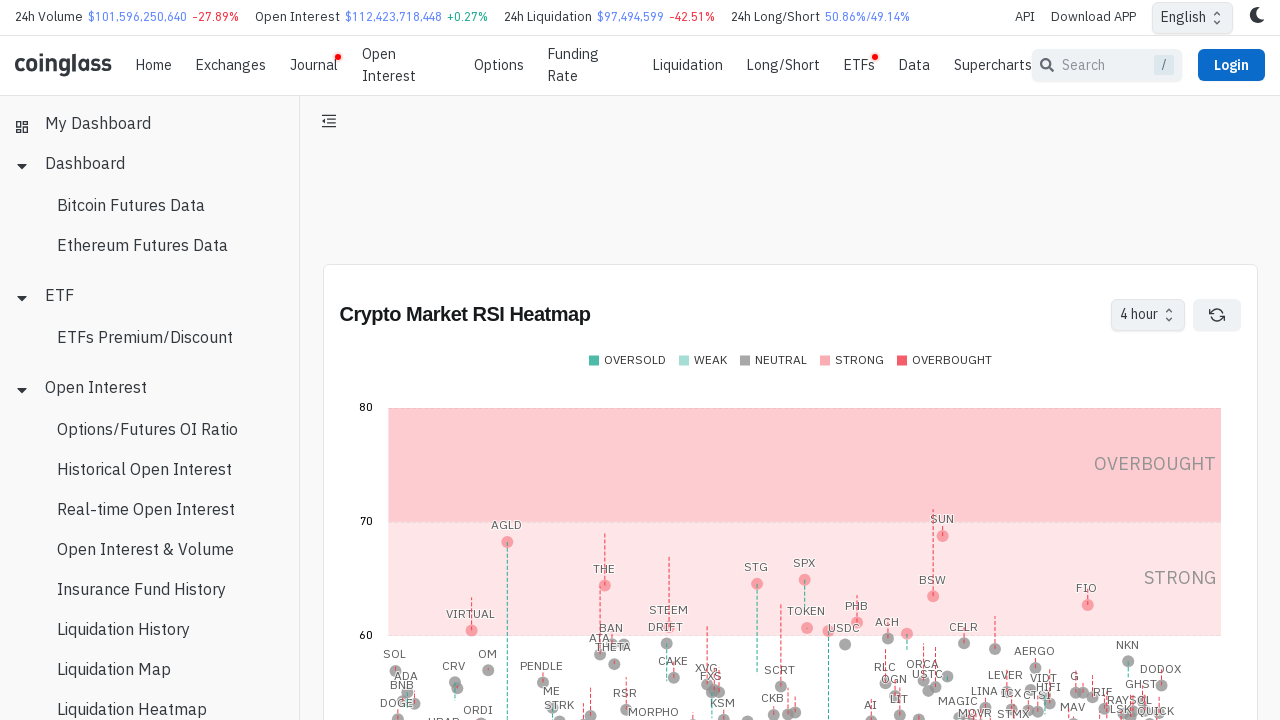 24h Volume $101,596,250,640 -27.89% Open Interest $112,423,718,448 +0.27% 24h Liquidation $97,494,599 -42.51% 24h Long/Short 50.86%/49.14% API Download APP English
coinglass Home Exchanges Journal Open Interest Options Funding Rate Liquidation Long/Short ETFs Data Supercharts Search / Login
My Dashboard
Dashboard
Bitcoin Futures Data
Ethereum Futures Data
ETF
ETFs Premium/Discount
Open Interest
Options/Futures OI Ratio
Historical Open Interest
Real-time Open Interest
Open Interest & Volume
Insurance Fund History
Liquidation History
Liquidation Map
Liquidation Heatmap
Crypto Market RSI Heatmap 4 hour
OVERSOLD WEAK NEUTRAL STRONG OVERBOUGHT
80
OVERBOUGHT
70
SUN
AGLD
THE STG SPX
STRONG
BSW
FIO
VIRTUAL STEEM TOKEN PHB
60
BAN DRIFT USDC ACH CELR
ATA
THETA
NKN
SOL OM AERGO
CRV PENDLE CAKE XVG SCRT RLC ORCA DODOX
ADA FXS OGN USTC LEVER VIDT G
BNB ME RSR LINA ICX CTSI HIFI RIF GHST
DOGE STRK KSM CKB AI LIT MAGIC MAV RAYSOL
ORDI MORPHO MOVR STMX QUICK